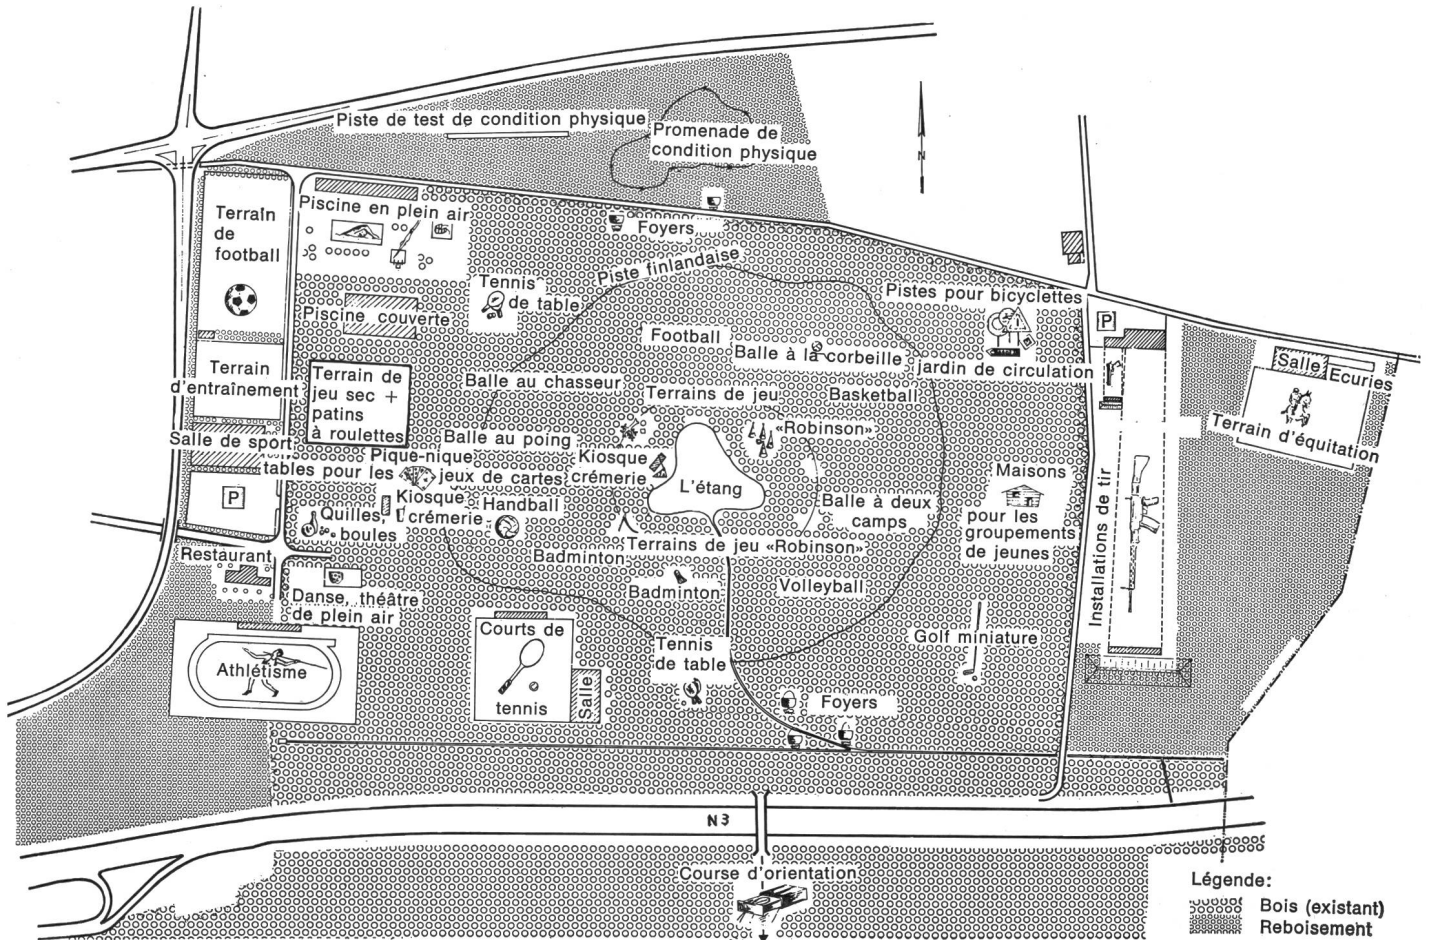 Piste de test de condition physique
Promenade de
condition physique
N
Terrain
de
football
Piscine en plein air
Foyers
Piste finlandaise
Tennis
de table
Pistes pour bicyclettes
Piscine couverte
P
Football
Balle à la corbeille
jardin de circulation
Salle
Ecuries
Terrain
d'entraînement
Terrain de
jeu sec +
patins
à roulettes
Balle au chasseur
Terrains de jeu
«Robinson»
Basketball
Terrain d'équitation
Salle de sport
Balle au poing
Pique-nique
tables pour les
jeux de cartes
Kiosque
crémerie
L'étang
Maisons
pour les
groupements
de jeunes
Installations de tir
P
Kiosque
crémerie
Handball
Balle à deux
camps
Quilles,
boules
Restaurant
Badminton
Terrains de jeu «Robinson»
Danse, théâtre
de plein air
Badminton
Volleyball
Courts de
tennis
Salle
Tennis
de table
Golf miniature
Athlétisme
Foyers
N3
Course d'orientation
Légende:
Bois (existant)
Reboisement